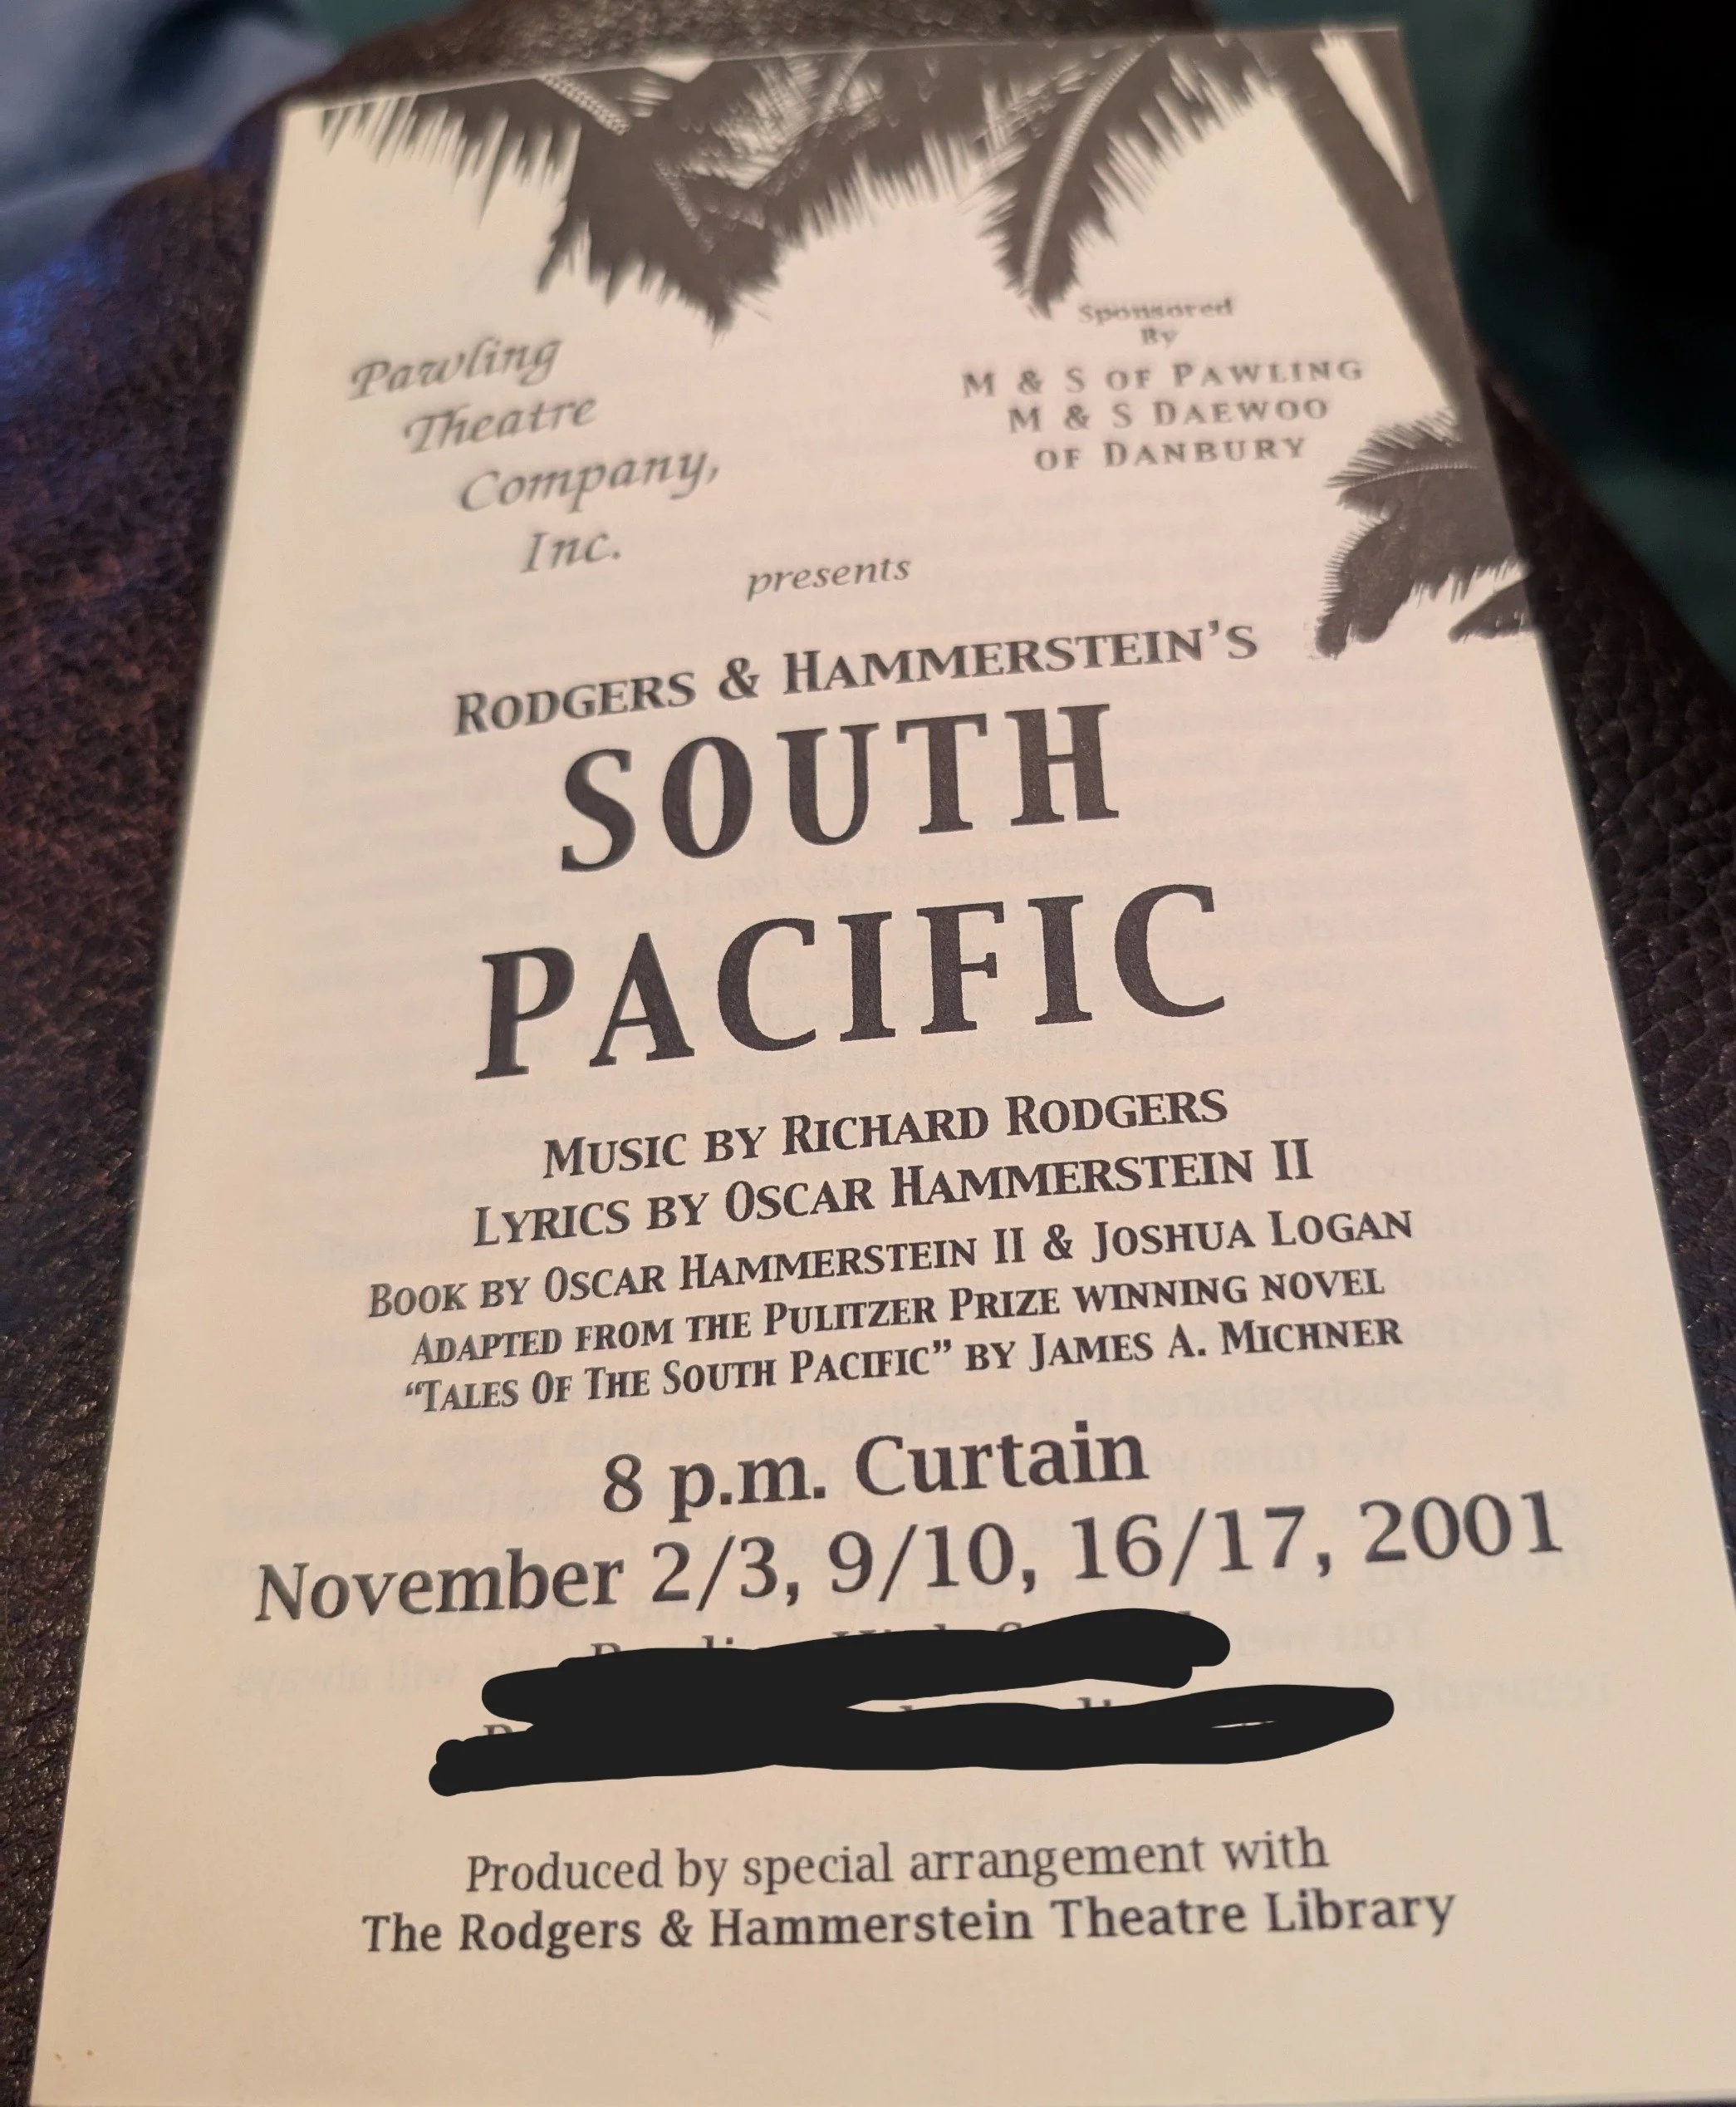 Pawling
Theatre
Company,
Inc.
Sponsored
By
M & S OF PAWLING
M & S DAEWOO
OF DANBURY
presents
RODGERS & HAMMERSTEIN'S
SOUTH
PACIFIC
MUSIC BY RICHARD RODGERS
LYRICS BY OSCAR HAMMERSTEIN II
BOOK BY OSCAR HAMMERSTEIN II & JOSHUA LOGAN
ADAPTED FROM THE PULITZER PRIZE WINNING NOVEL
“TALES OF THE SOUTH PACIFIC” BY JAMES A. MICHNER
8 p.m. Curtain
November 2/3, 9/10, 16/17, 2001
Produced by special arrangement with
The Rodgers & Hammerstein Theatre Library